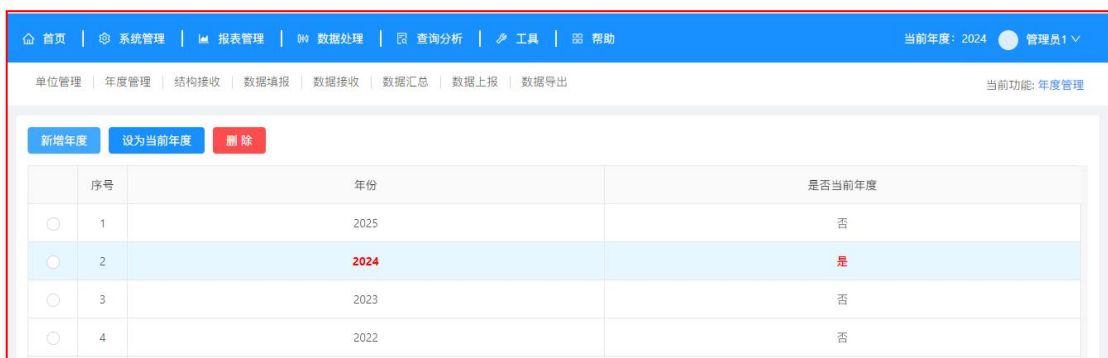 首页 系统管理 报表管理 数据处理 查询分析 工具 帮助 当前年度: 2024 管理员1
单位管理 年度管理 结构接收 数据填报 数据接收 数据汇总 数据上报 数据导出 当前功能: 年度管理
新增年度 设为当前年度 删 除
序号 年份 是否当前年度
1 2025 否
2 2024 是
3 2023 否
4 2022 否